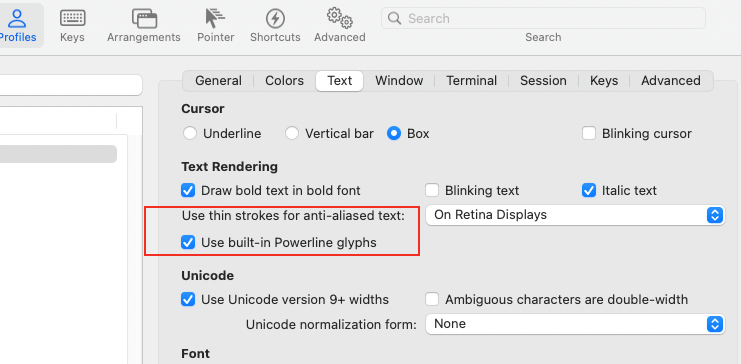 Profiles Keys Arrangements Pointer Shortcuts Advanced Search
Search
General Colors Text Window Terminal Session Keys Advanced
Cursor
Underline Vertical bar Box Blinking cursor
Text Rendering
Draw bold text in bold font Blinking text Italic text
Use thin strokes for anti-aliased text: On Retina Displays
Use built-in Powerline glyphs
Unicode
Use Unicode version 9+ widths Ambiguous characters are double-width
Unicode normalization form: None
Font